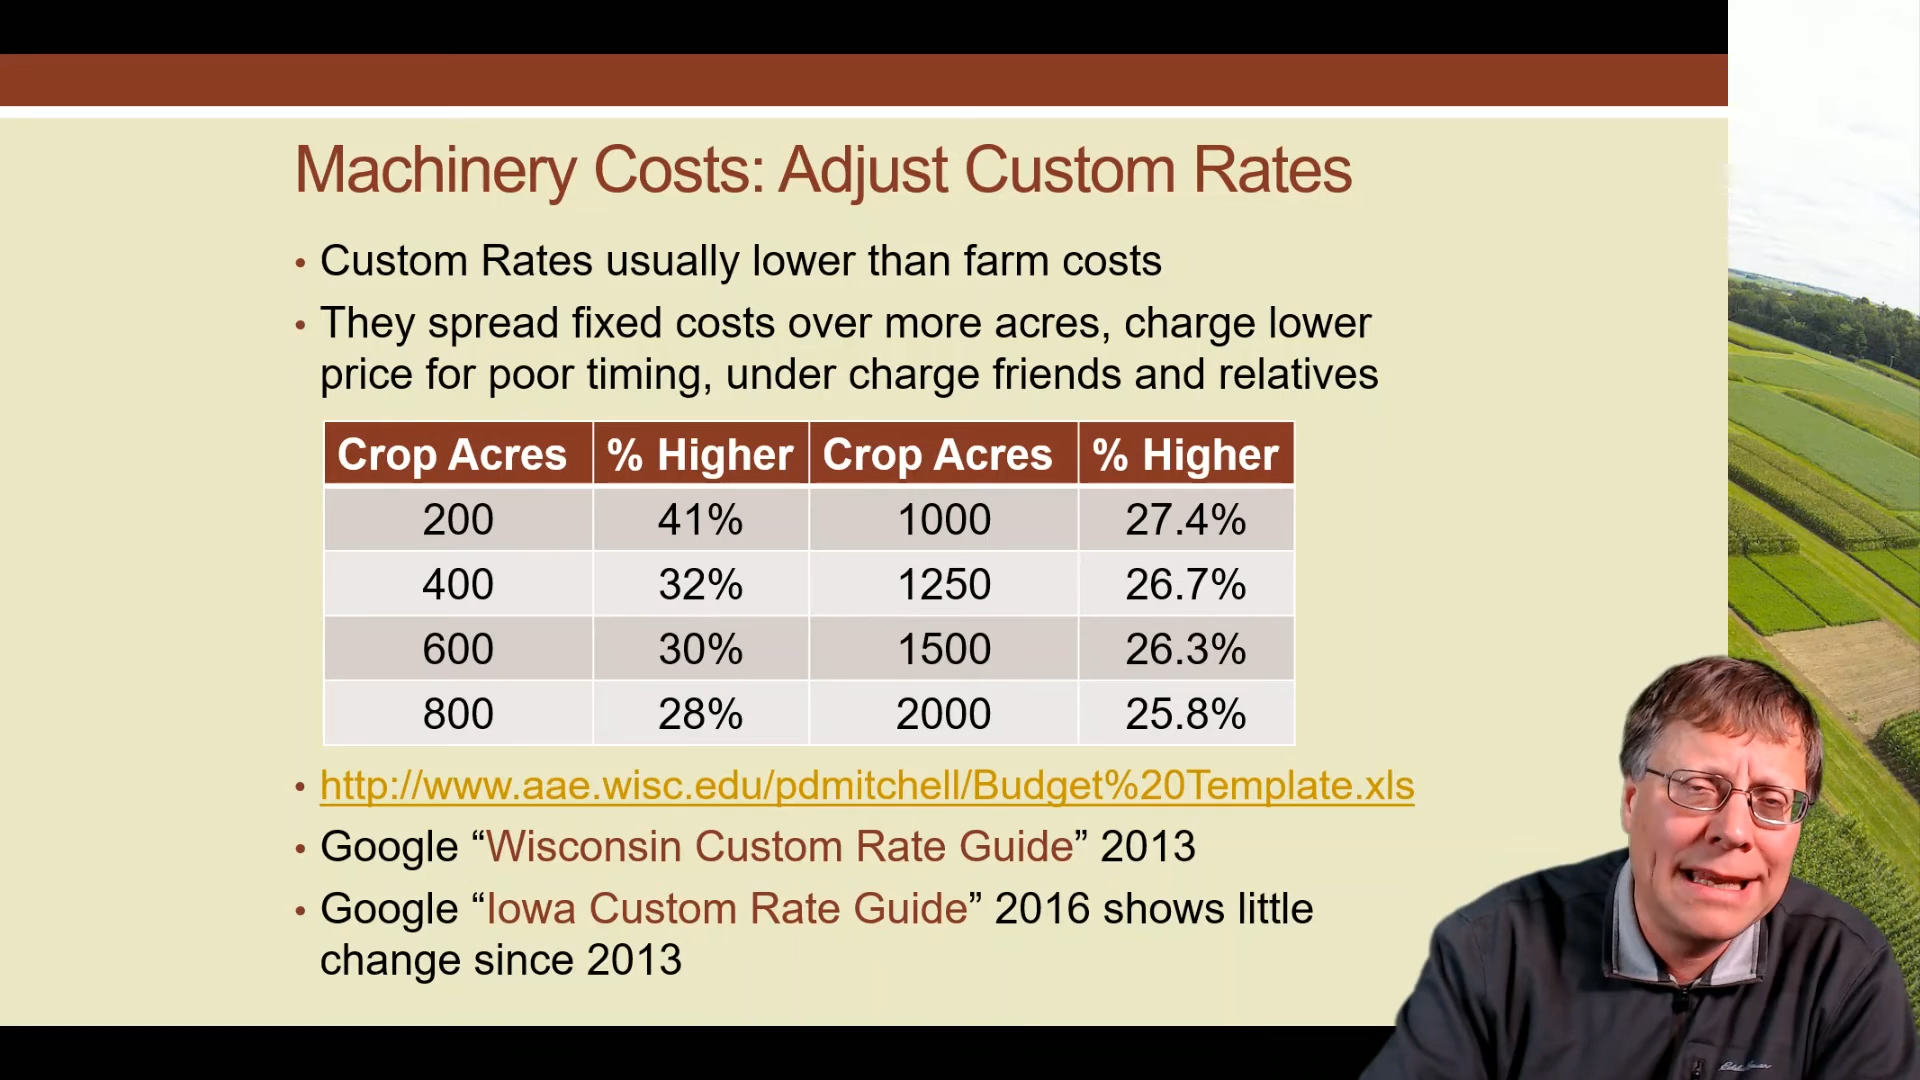 Machinery Costs: Adjust Custom Rates
• Custom Rates usually lower than farm costs
• They spread fixed costs over more acres, charge lower
price for poor timing, under charge friends and relatives
Crop Acres % Higher Crop Acres % Higher
200 41% 1000 27.4%
400 32% 1250 26.7%
600 30% 1500 26.3%
800 28% 2000 25.8%
• http://www.aae.wisc.edu/pdmitchell/Budget%20Template.xls
• Google “Wisconsin Custom Rate Guide” 2013
• Google “Iowa Custom Rate Guide” 2016 shows little
change since 2013